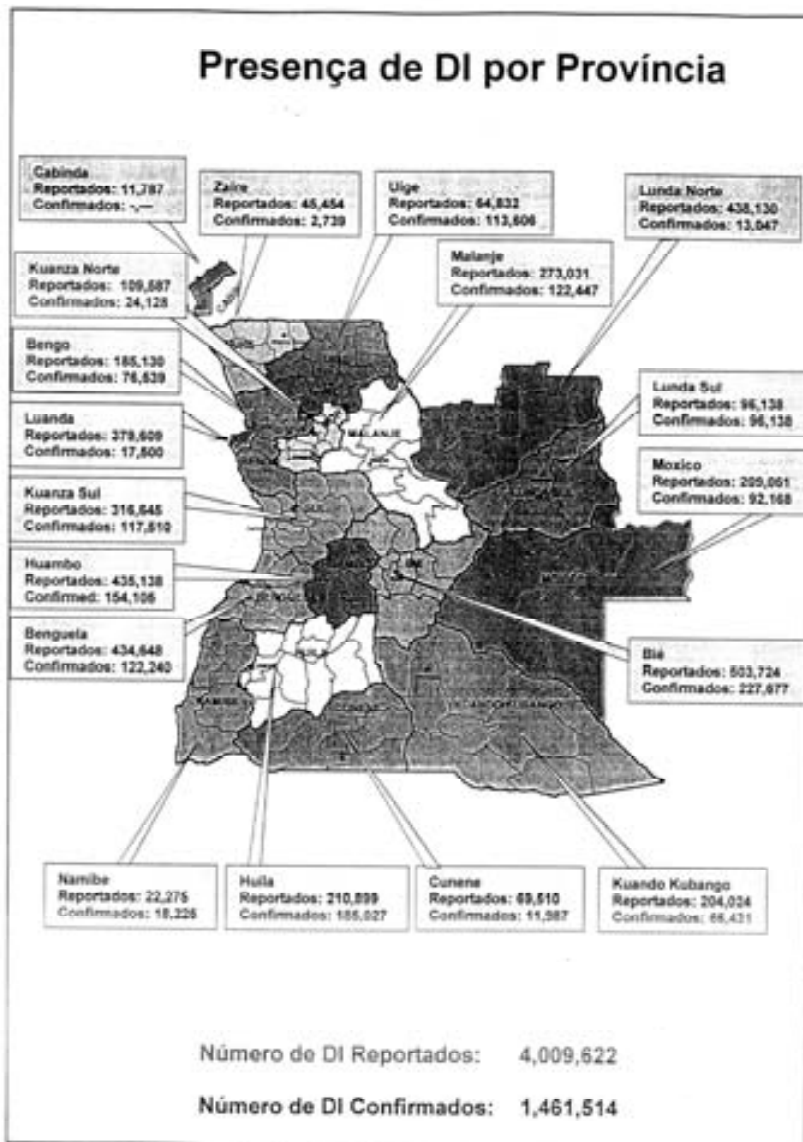 Presença de DI por Província
Cabinda
Reportados: 11,787
Confirmados: -,—
Zaire
Reportados: 45,454
Confirmados: 2,739
Uige
Reportados: 64,832
Confirmados: 113,606
Lunda Norte
Reportados: 438,130
Confirmados: 13,047
Kuanza Norte
Reportados: 109,587
Confirmados: 24,128
Malanje
Reportados: 273,031
Confirmados: 122,447
Bengo
Reportados: 185,130
Confirmados: 76,539
Lunda Sul
Reportados: 96,138
Confirmados: 96,138
Luanda
Reportados: 379,609
Confirmados: 17,500
MALANJE
Moxico
Reportados: 209,061
Confirmados: 92,168
Kuanza Sul
Reportados: 316,645
Confirmados: 117,510
Huambo
Reportados: 435,138
Confirmed: 154,106
Benguela
Reportados: 434,648
Confirmados: 122,240
Bié
Reportados: 503,724
Confirmados: 227,677
Namibe
Reportados: 22,275
Confirmados: 18,226
Huila
Reportados: 210,899
Confirmados: 185,027
Cunene
Reportados: 69,510
Confirmados: 11,987
Kuando Kubango
Reportados: 204,024
Confirmados: 66,431
Número de DI Reportados: 4,009,622
Número de DI Confirmados: 1,461,514